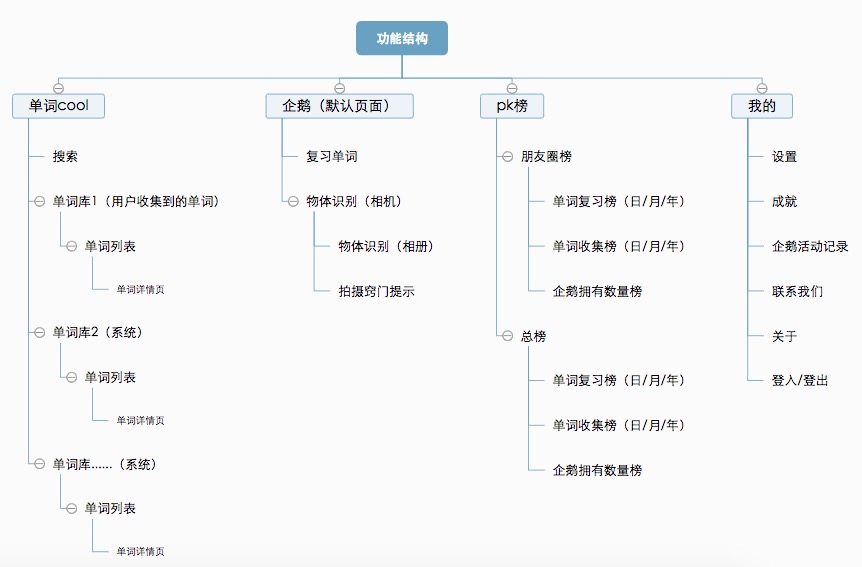 功能结构
单词cool
搜索
单词库1（用户收集到的单词）
单词列表
单词详情页
单词库2（系统）
单词列表
单词详情页
单词库......（系统）
单词列表
单词详情页
企鹅（默认页面）
复习单词
物体识别（相机）
物体识别（相册）
拍摄窍门提示
pk榜
朋友圈榜
单词复习榜（日/月/年）
单词收集榜（日/月/年）
企鹅拥有数量榜
总榜
单词复习榜（日/月/年）
单词收集榜（日/月/年）
企鹅拥有数量榜
我的
设置
成就
企鹅活动记录
联系我们
关于
登入/登出